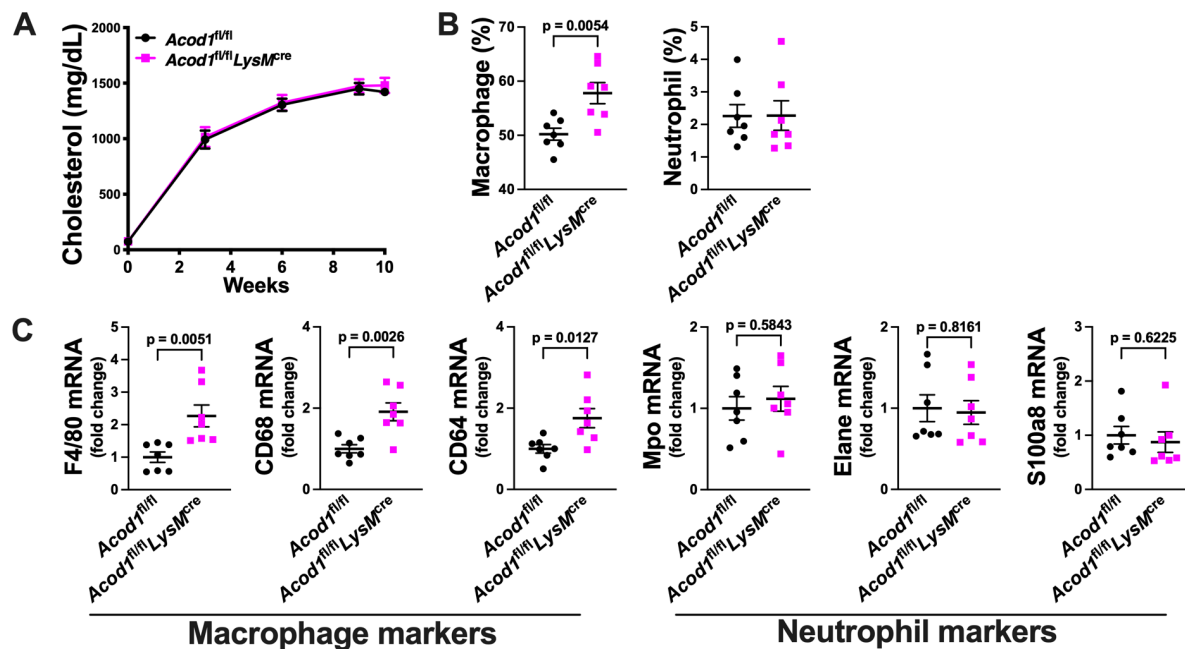 A
Cholesterol (mg/dL)
2000
1500
1000
500
0
0 2 4 6 8 10
Weeks
Acod1fl/fl
Acod1fl/flLysMcre
B
Macrophage (%)
70
60
50
40
p = 0.0054
Acod1fl/fl
Acod1fl/flLysMcre
Neutrophil (%)
5
4
3
2
1
0
Acod1fl/fl
Acod1fl/flLysMcre
C
F4/80 mRNA
(fold change)
5
4
3
2
1
0
p = 0.0051
Acod1fl/fl
Acod1fl/flLysMcre
CD68 mRNA
(fold change)
4
2
0
p = 0.0026
Acod1fl/fl
Acod1fl/flLysMcre
CD64 mRNA
(fold change)
4
2
0
p = 0.0127
Acod1fl/fl
Acod1fl/flLysMcre
Macrophage markers
Mpo mRNA
(fold change)
2
1
0
p = 0.5843
Acod1fl/fl
Acod1fl/flLysMcre
Elane mRNA
(fold change)
2
1
0
p = 0.8161
Acod1fl/fl
Acod1fl/flLysMcre
S100a8 mRNA
(fold change)
3
2
1
0
p = 0.6225
Acod1fl/fl
Acod1fl/flLysMcre
Neutrophil markers